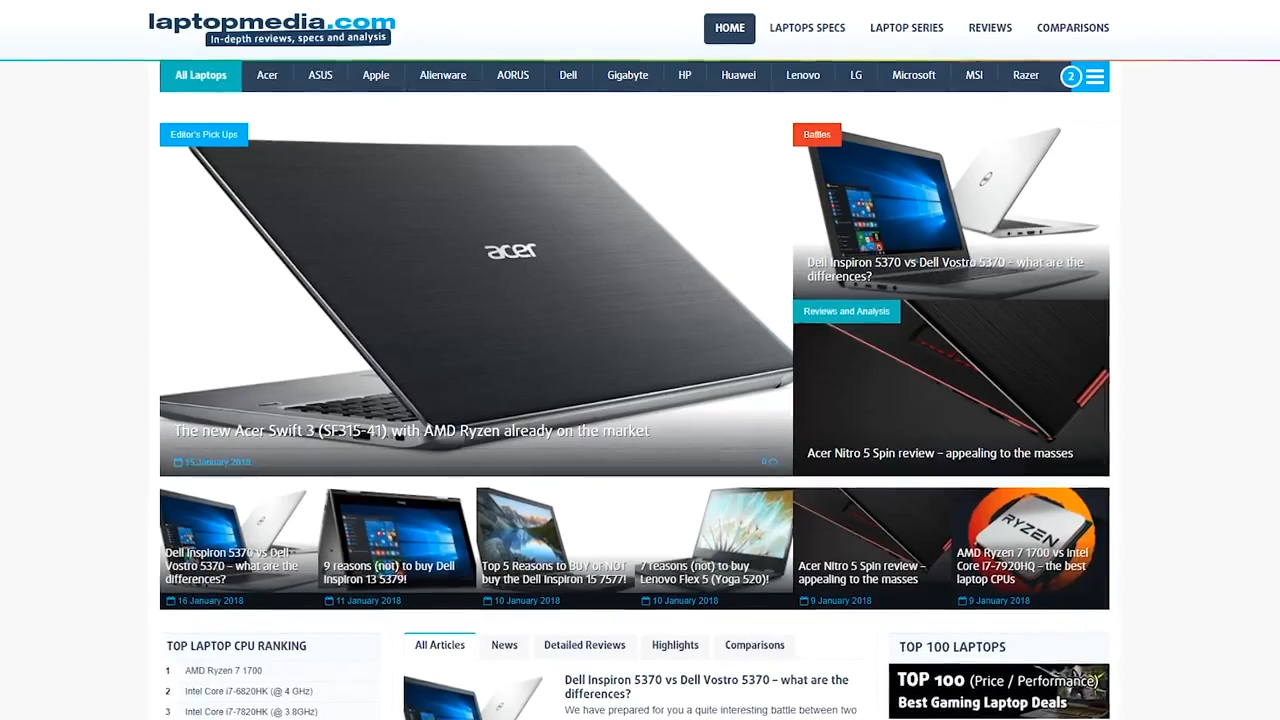 laptopmedia.com
In-depth reviews, specs and analysis
HOME
LAPTOPS SPECS
LAPTOP SERIES
REVIEWS
COMPARISONS
All Laptops
Acer
ASUS
Apple
Alienware
AORUS
Dell
Gigabyte
HP
Huawei
Lenovo
LG
Microsoft
MSI
Razer
2
Editor's Pick Ups
acer
The new Acer Swift 3 (SF315-41) with AMD Ryzen already on the market
15 January 2018
0
Battles
DELL
Dell Inspiron 5370 vs Dell Vostro 5370 – what are the
differences?
Reviews and Analysis
Acer Nitro 5 Spin review – appealing to the masses
Dell Inspiron 5370 vs Dell
Vostro 5370 – what are the
differences?
16 January 2018
9 reasons (not) to buy Dell
Inspiron 13 5379!
11 January 2018
Top 5 Reasons to BUY or NOT
buy the Dell Inspiron 15 7577!
10 January 2018
7 reasons (not) to buy
Lenovo Flex 5 (Yoga 520)!
10 January 2018
Acer Nitro 5 Spin review –
appealing to the masses
9 January 2018
RYZEN
AMD Ryzen 7 1700 vs Intel
Core i7-7920HQ – the best
laptop CPUs
9 January 2018
TOP LAPTOP CPU RANKING
1 AMD Ryzen 7 1700
2 Intel Core i7-6820HK (@ 4 GHz)
3 Intel Core i7-7820HK (@ 3.8GHz)
All Articles
News
Detailed Reviews
Highlights
Comparisons
Dell Inspiron 5370 vs Dell Vostro 5370 – what are the
differences?
We have prepared for you a quite interesting battle between two
TOP 100 LAPTOPS
TOP 100 (Price / Performance)
Best Gaming Laptop Deals